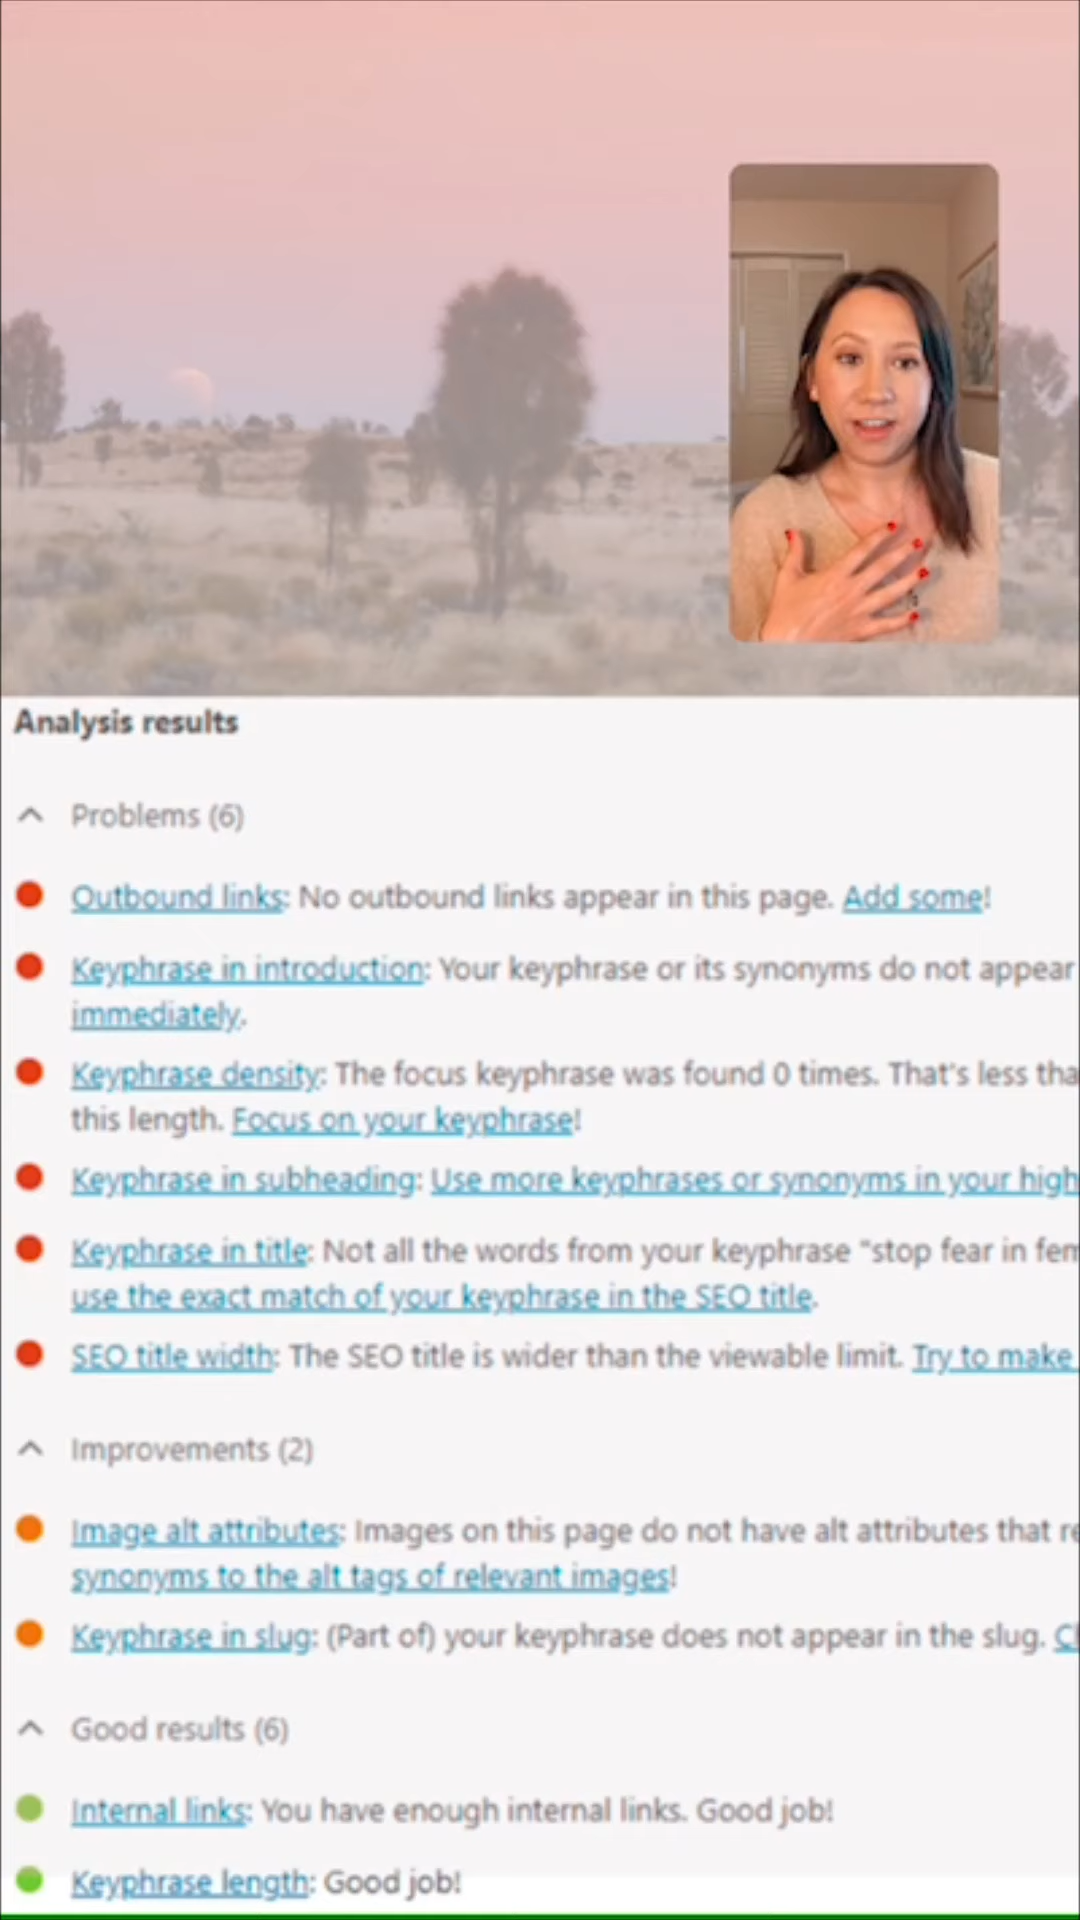 Analysis results
Problems (6)
Outbound links: No outbound links appear in this page. Add some!
Keyphrase in introduction: Your keyphrase or its synonyms do not appear
immediately.
Keyphrase density: The focus keyphrase was found 0 times. That's less tha
this length. Focus on your keyphrase!
Keyphrase in subheading: Use more keyphrases or synonyms in your high
Keyphrase in title: Not all the words from your keyphrase "stop fear in fem
use the exact match of your keyphrase in the SEO title.
SEO title width: The SEO title is wider than the viewable limit. Try to make
Improvements (2)
Image alt attributes: Images on this page do not have alt attributes that re
synonyms to the alt tags of relevant images!
Keyphrase in slug: (Part of) your keyphrase does not appear in the slug. Cl
Good results (6)
Internal links: You have enough internal links. Good job!
Keyphrase length: Good job!